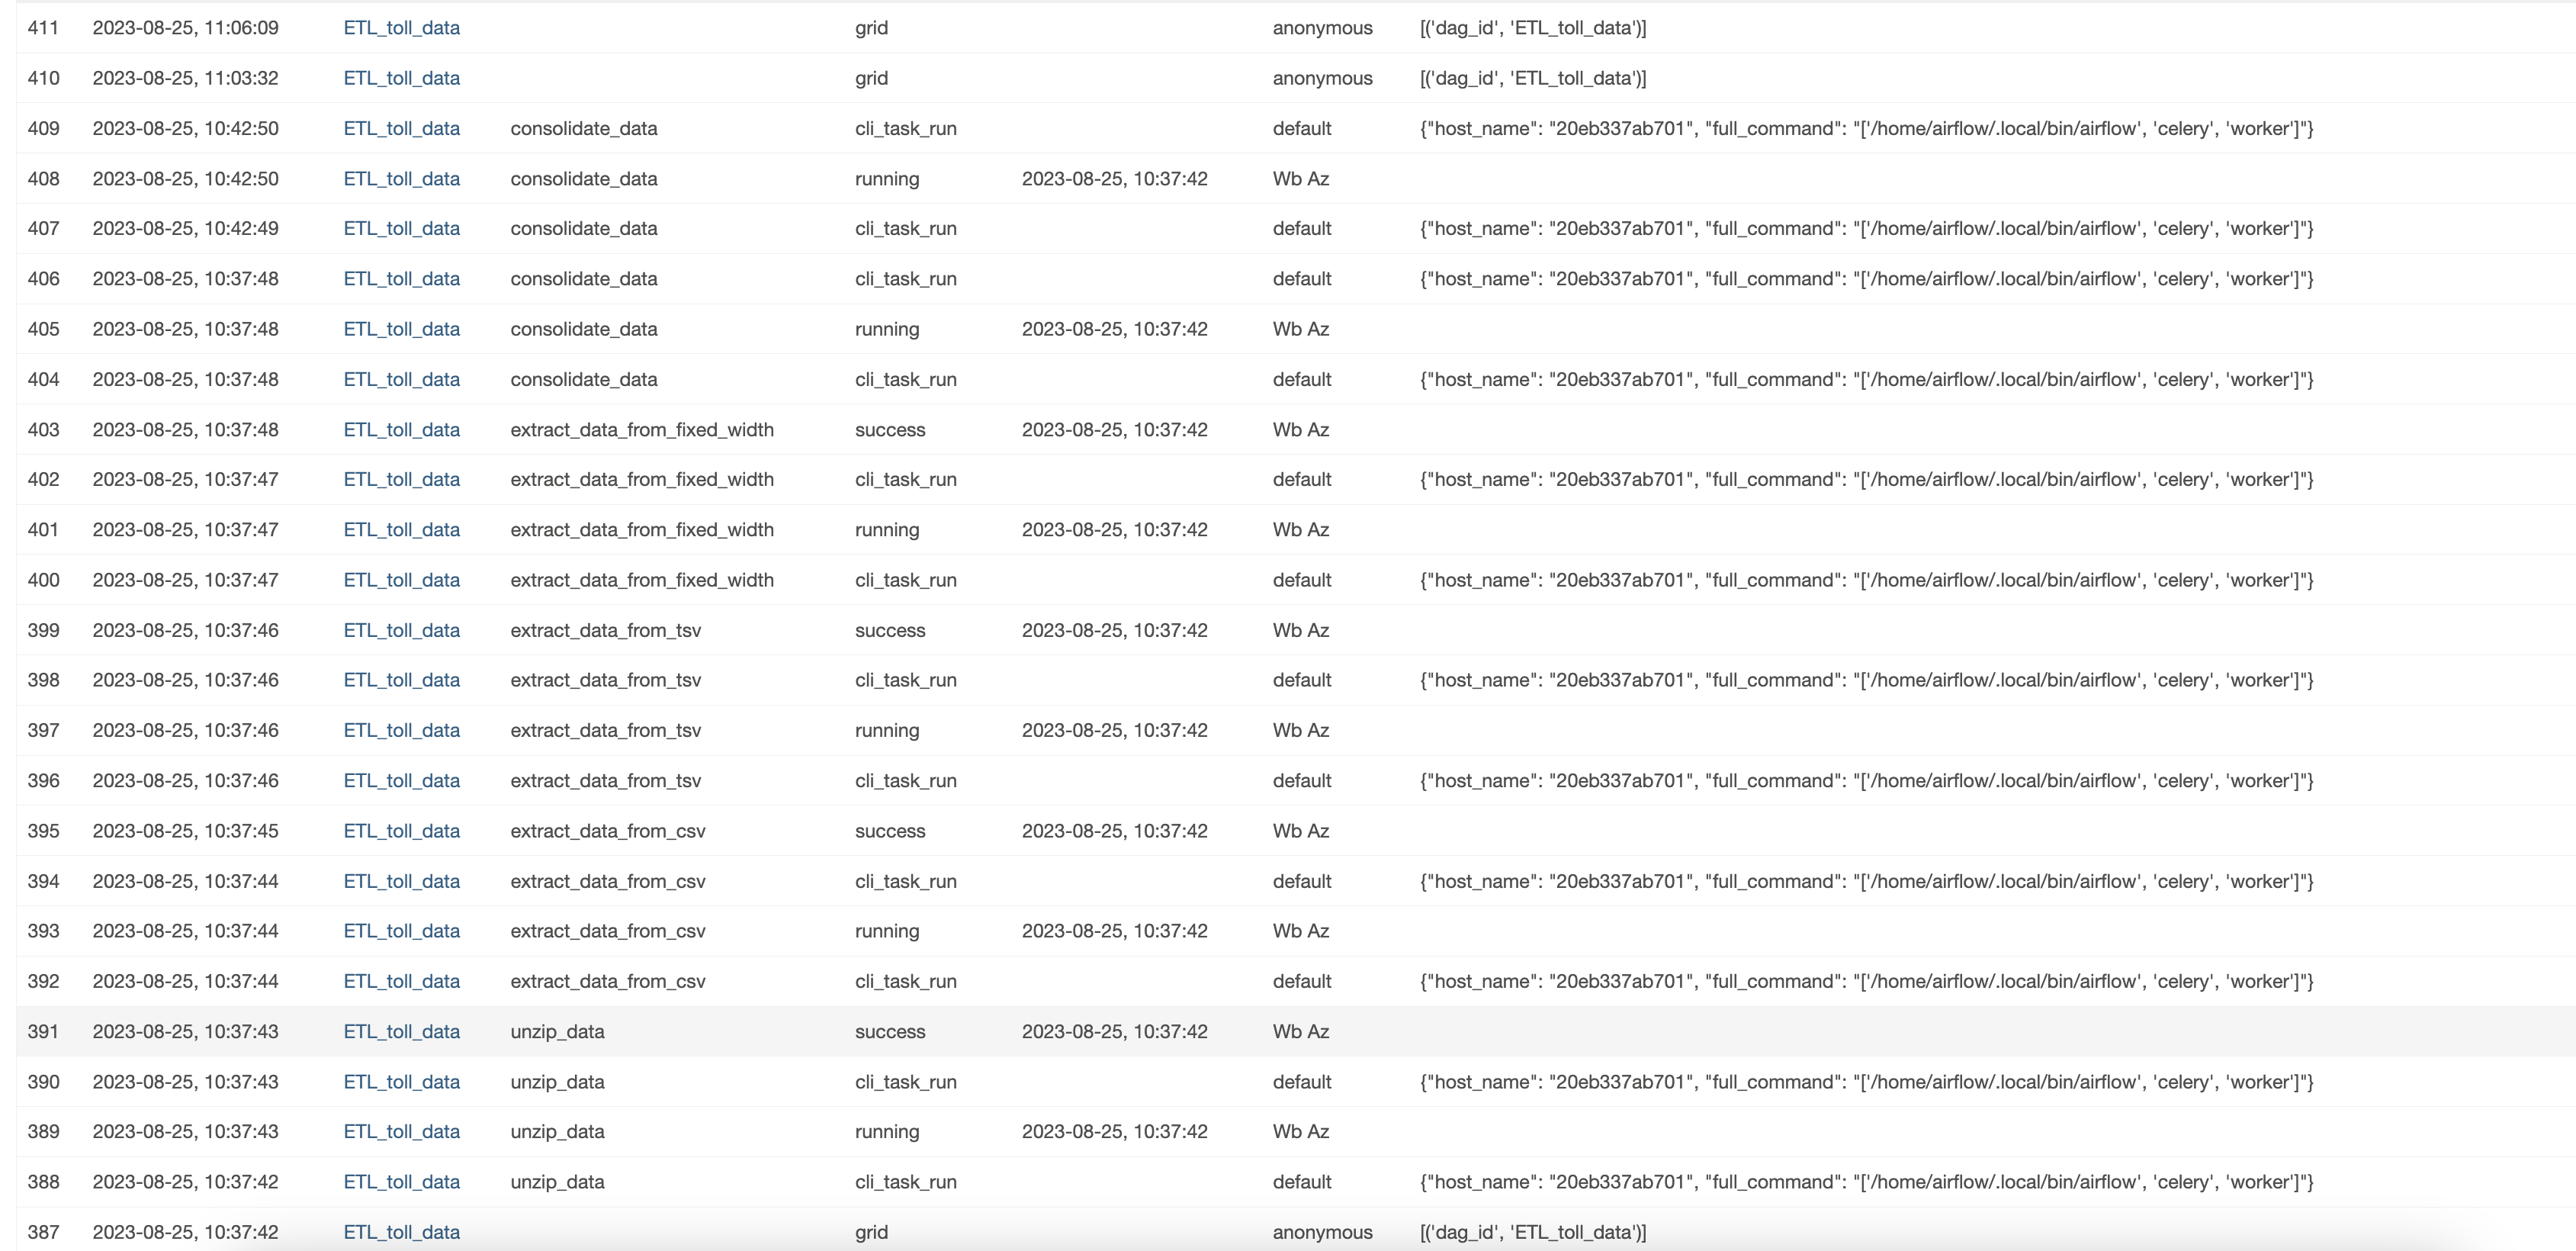 411 2023-08-25, 11:06:09 ETL_toll_data grid anonymous [('dag_id', 'ETL_toll_data')]
410 2023-08-25, 11:03:32 ETL_toll_data grid anonymous [('dag_id', 'ETL_toll_data')]
409 2023-08-25, 10:42:50 ETL_toll_data consolidate_data cli_task_run default {"host_name": "20eb337ab701", "full_command": "['/home/airflow/.local/bin/airflow', 'celery', 'worker']"}
408 2023-08-25, 10:42:50 ETL_toll_data consolidate_data running 2023-08-25, 10:37:42 Wb Az
407 2023-08-25, 10:42:49 ETL_toll_data consolidate_data cli_task_run default {"host_name": "20eb337ab701", "full_command": "['/home/airflow/.local/bin/airflow', 'celery', 'worker']"}
406 2023-08-25, 10:37:48 ETL_toll_data consolidate_data cli_task_run default {"host_name": "20eb337ab701", "full_command": "['/home/airflow/.local/bin/airflow', 'celery', 'worker']"}
405 2023-08-25, 10:37:48 ETL_toll_data consolidate_data running 2023-08-25, 10:37:42 Wb Az
404 2023-08-25, 10:37:48 ETL_toll_data consolidate_data cli_task_run default {"host_name": "20eb337ab701", "full_command": "['/home/airflow/.local/bin/airflow', 'celery', 'worker']"}
403 2023-08-25, 10:37:48 ETL_toll_data extract_data_from_fixed_width success 2023-08-25, 10:37:42 Wb Az
402 2023-08-25, 10:37:47 ETL_toll_data extract_data_from_fixed_width cli_task_run default {"host_name": "20eb337ab701", "full_command": "['/home/airflow/.local/bin/airflow', 'celery', 'worker']"}
401 2023-08-25, 10:37:47 ETL_toll_data extract_data_from_fixed_width running 2023-08-25, 10:37:42 Wb Az
400 2023-08-25, 10:37:47 ETL_toll_data extract_data_from_fixed_width cli_task_run default {"host_name": "20eb337ab701", "full_command": "['/home/airflow/.local/bin/airflow', 'celery', 'worker']"}
399 2023-08-25, 10:37:46 ETL_toll_data extract_data_from_tsv success 2023-08-25, 10:37:42 Wb Az
398 2023-08-25, 10:37:46 ETL_toll_data extract_data_from_tsv cli_task_run default {"host_name": "20eb337ab701", "full_command": "['/home/airflow/.local/bin/airflow', 'celery', 'worker']"}
397 2023-08-25, 10:37:46 ETL_toll_data extract_data_from_tsv running 2023-08-25, 10:37:42 Wb Az
396 2023-08-25, 10:37:46 ETL_toll_data extract_data_from_tsv cli_task_run default {"host_name": "20eb337ab701", "full_command": "['/home/airflow/.local/bin/airflow', 'celery', 'worker']"}
395 2023-08-25, 10:37:45 ETL_toll_data extract_data_from_csv success 2023-08-25, 10:37:42 Wb Az
394 2023-08-25, 10:37:44 ETL_toll_data extract_data_from_csv cli_task_run default {"host_name": "20eb337ab701", "full_command": "['/home/airflow/.local/bin/airflow', 'celery', 'worker']"}
393 2023-08-25, 10:37:44 ETL_toll_data extract_data_from_csv running 2023-08-25, 10:37:42 Wb Az
392 2023-08-25, 10:37:44 ETL_toll_data extract_data_from_csv cli_task_run default {"host_name": "20eb337ab701", "full_command": "['/home/airflow/.local/bin/airflow', 'celery', 'worker']"}
391 2023-08-25, 10:37:43 ETL_toll_data unzip_data success 2023-08-25, 10:37:42 Wb Az
390 2023-08-25, 10:37:43 ETL_toll_data unzip_data cli_task_run default {"host_name": "20eb337ab701", "full_command": "['/home/airflow/.local/bin/airflow', 'celery', 'worker']"}
389 2023-08-25, 10:37:43 ETL_toll_data unzip_data running 2023-08-25, 10:37:42 Wb Az
388 2023-08-25, 10:37:42 ETL_toll_data unzip_data cli_task_run default {"host_name": "20eb337ab701", "full_command": "['/home/airflow/.local/bin/airflow', 'celery', 'worker']"}
387 2023-08-25, 10:37:42 ETL_toll_data grid anonymous [('dag_id', 'ETL_toll_data')]